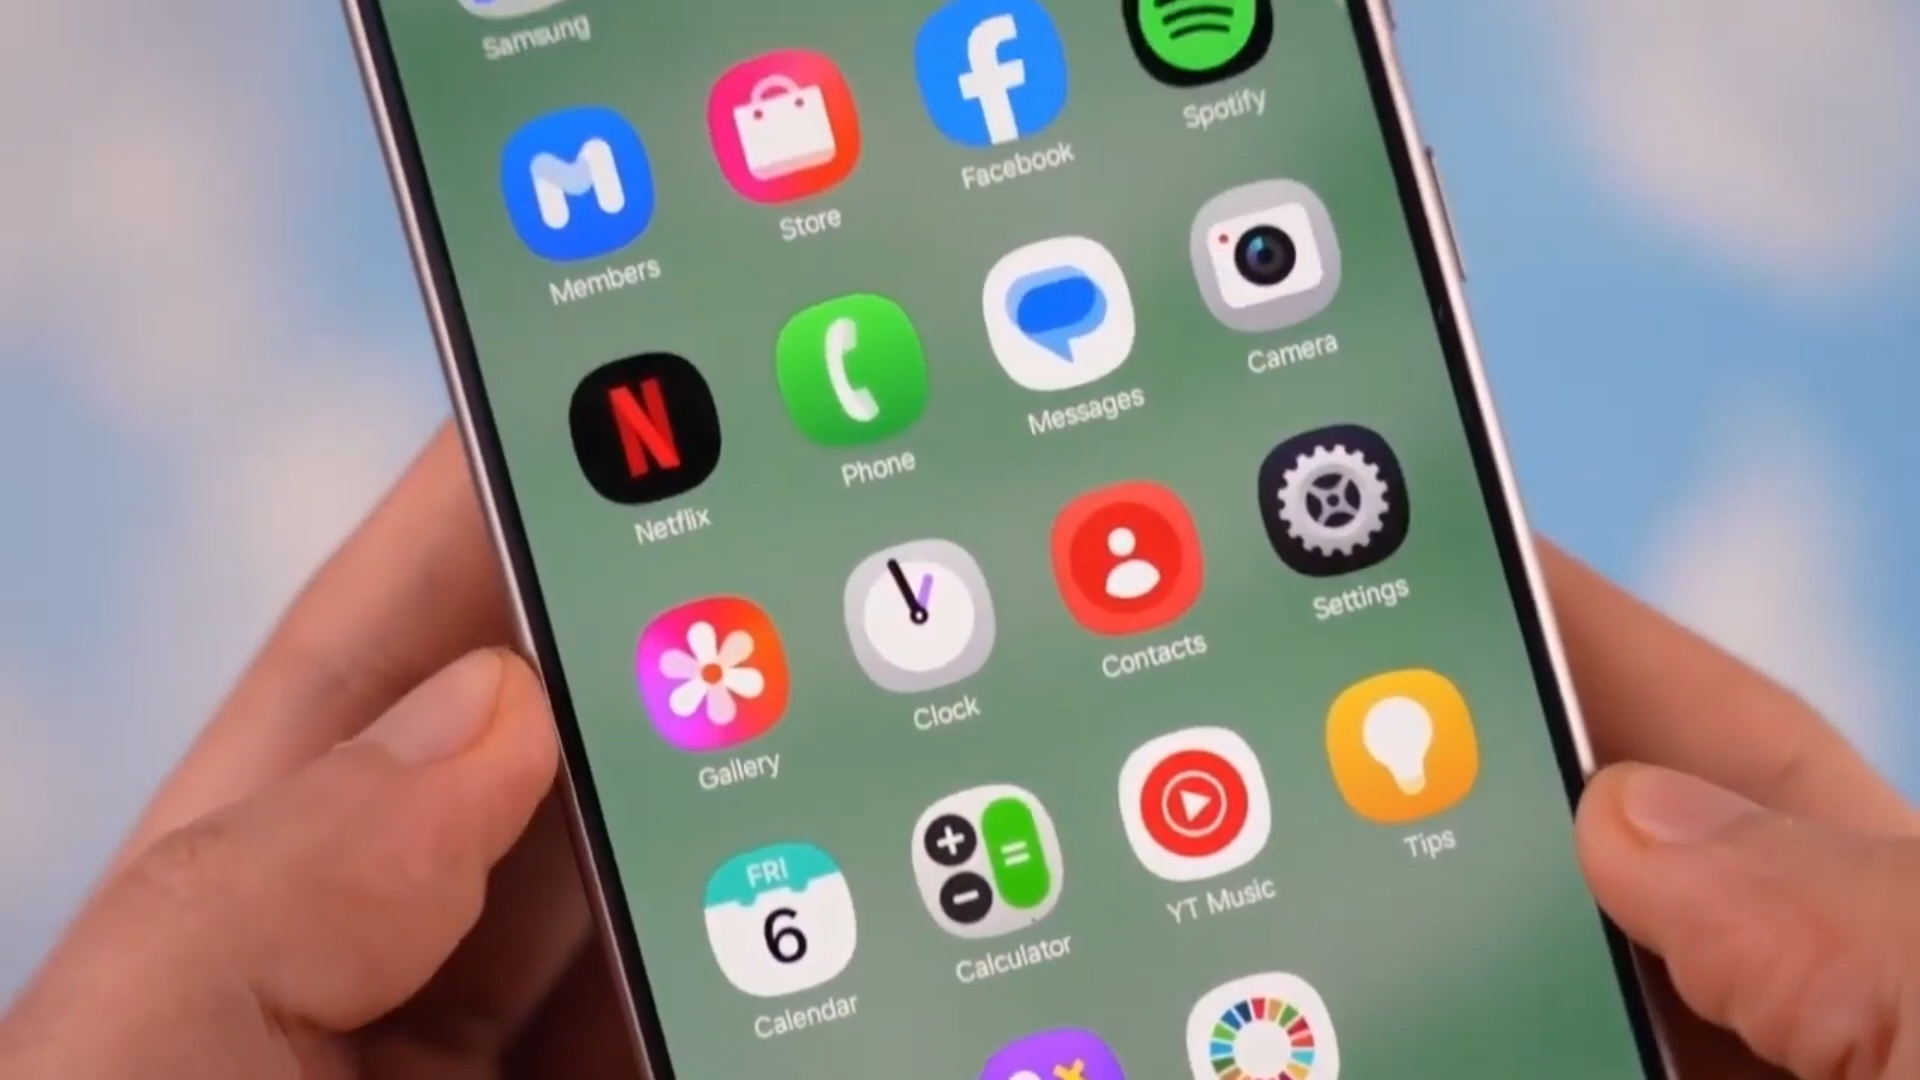 Samsung
Members
Store
Facebook
Spotify
Netflix
Phone
Messages
Camera
Gallery
Clock
Contacts
Settings
FRI
6
Calendar
Calculator
YT Music
Tips